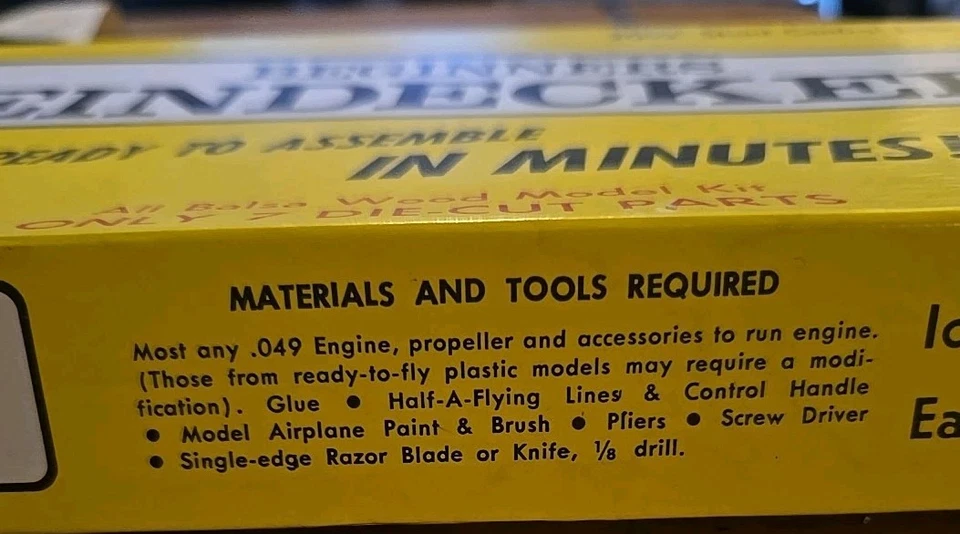 BEGINNERS
EINDECKE
READY TO ASSEMBLE
IN MINUTES!
All Balsa Wood Model Kit
ONLY 7 DIE-CUT PARTS
MATERIALS AND TOOLS REQUIRED
Most any .049 Engine, propeller and accessories to run engine.
(Those from ready-to-fly plastic models may require a modi-
fication). Glue ● Half-A-Flying Lines & Control Handle
● Model Airplane Paint & Brush ● Pliers ● Screw Driver
● Single-edge Razor Blade or Knife, ⅛ drill.
Ea